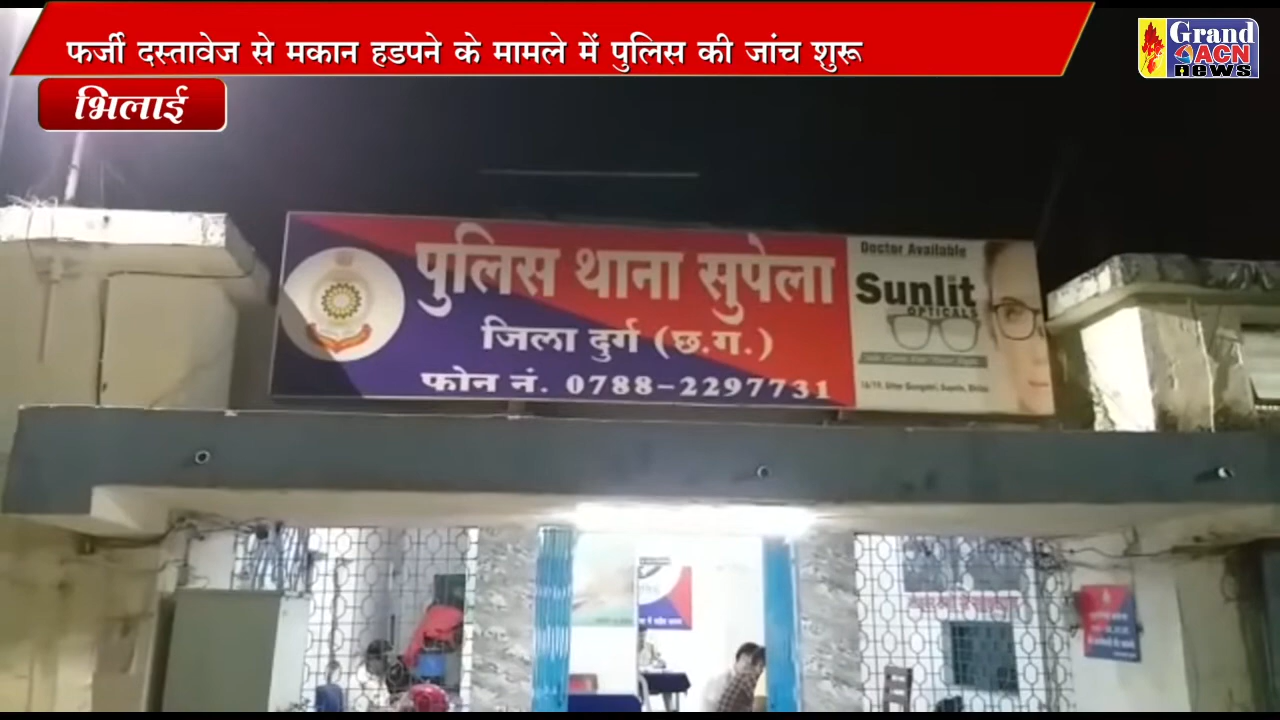 फर्जी दस्तावेज से मकान हडपने के मामले में पुलिस की जांच शुरू
Grand
ACN
news
भिलाई
पुलिस थाना सुपेला
जिला दुर्ग (छ.ग.)
फोन नं. 0788-2297731
Doctor Available
Sunlit
OPTICALS